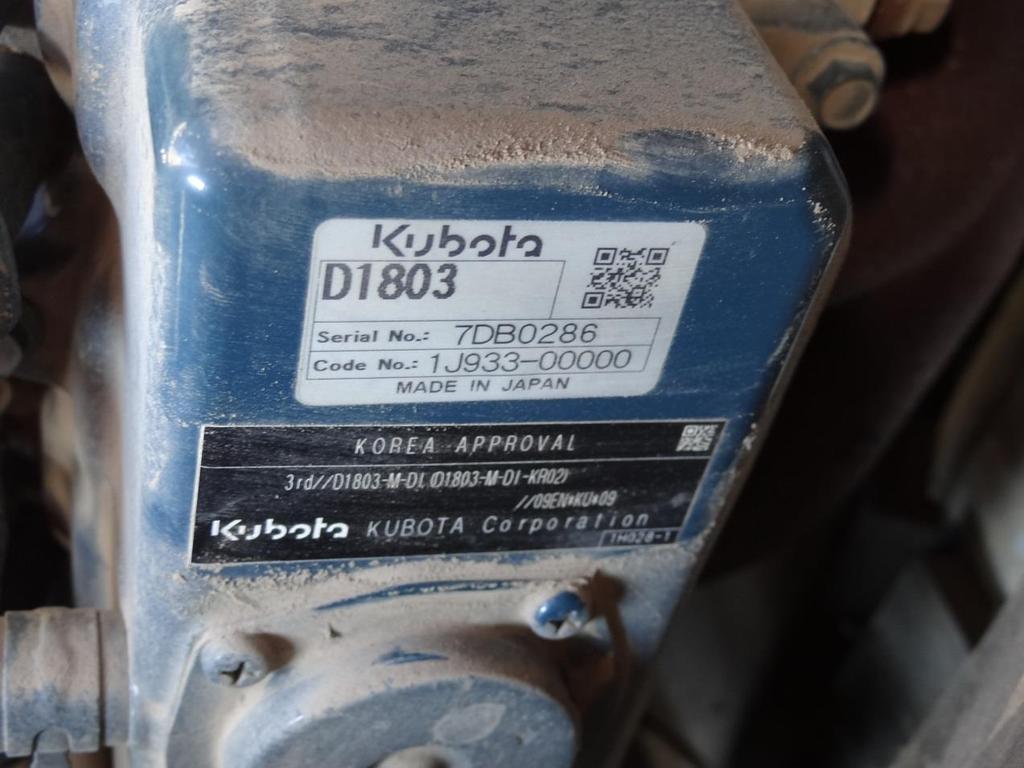 Kubota
D1803
Serial No.: 7DB0286
Code No.: 1J933-00000
MADE IN JAPAN
KOREA APPROVAL
3rd//D1803-M-DI(D1803-M-DI-KR02)
//09EN*KU*09
Kubota KUBOTA Corporation
1H028-1